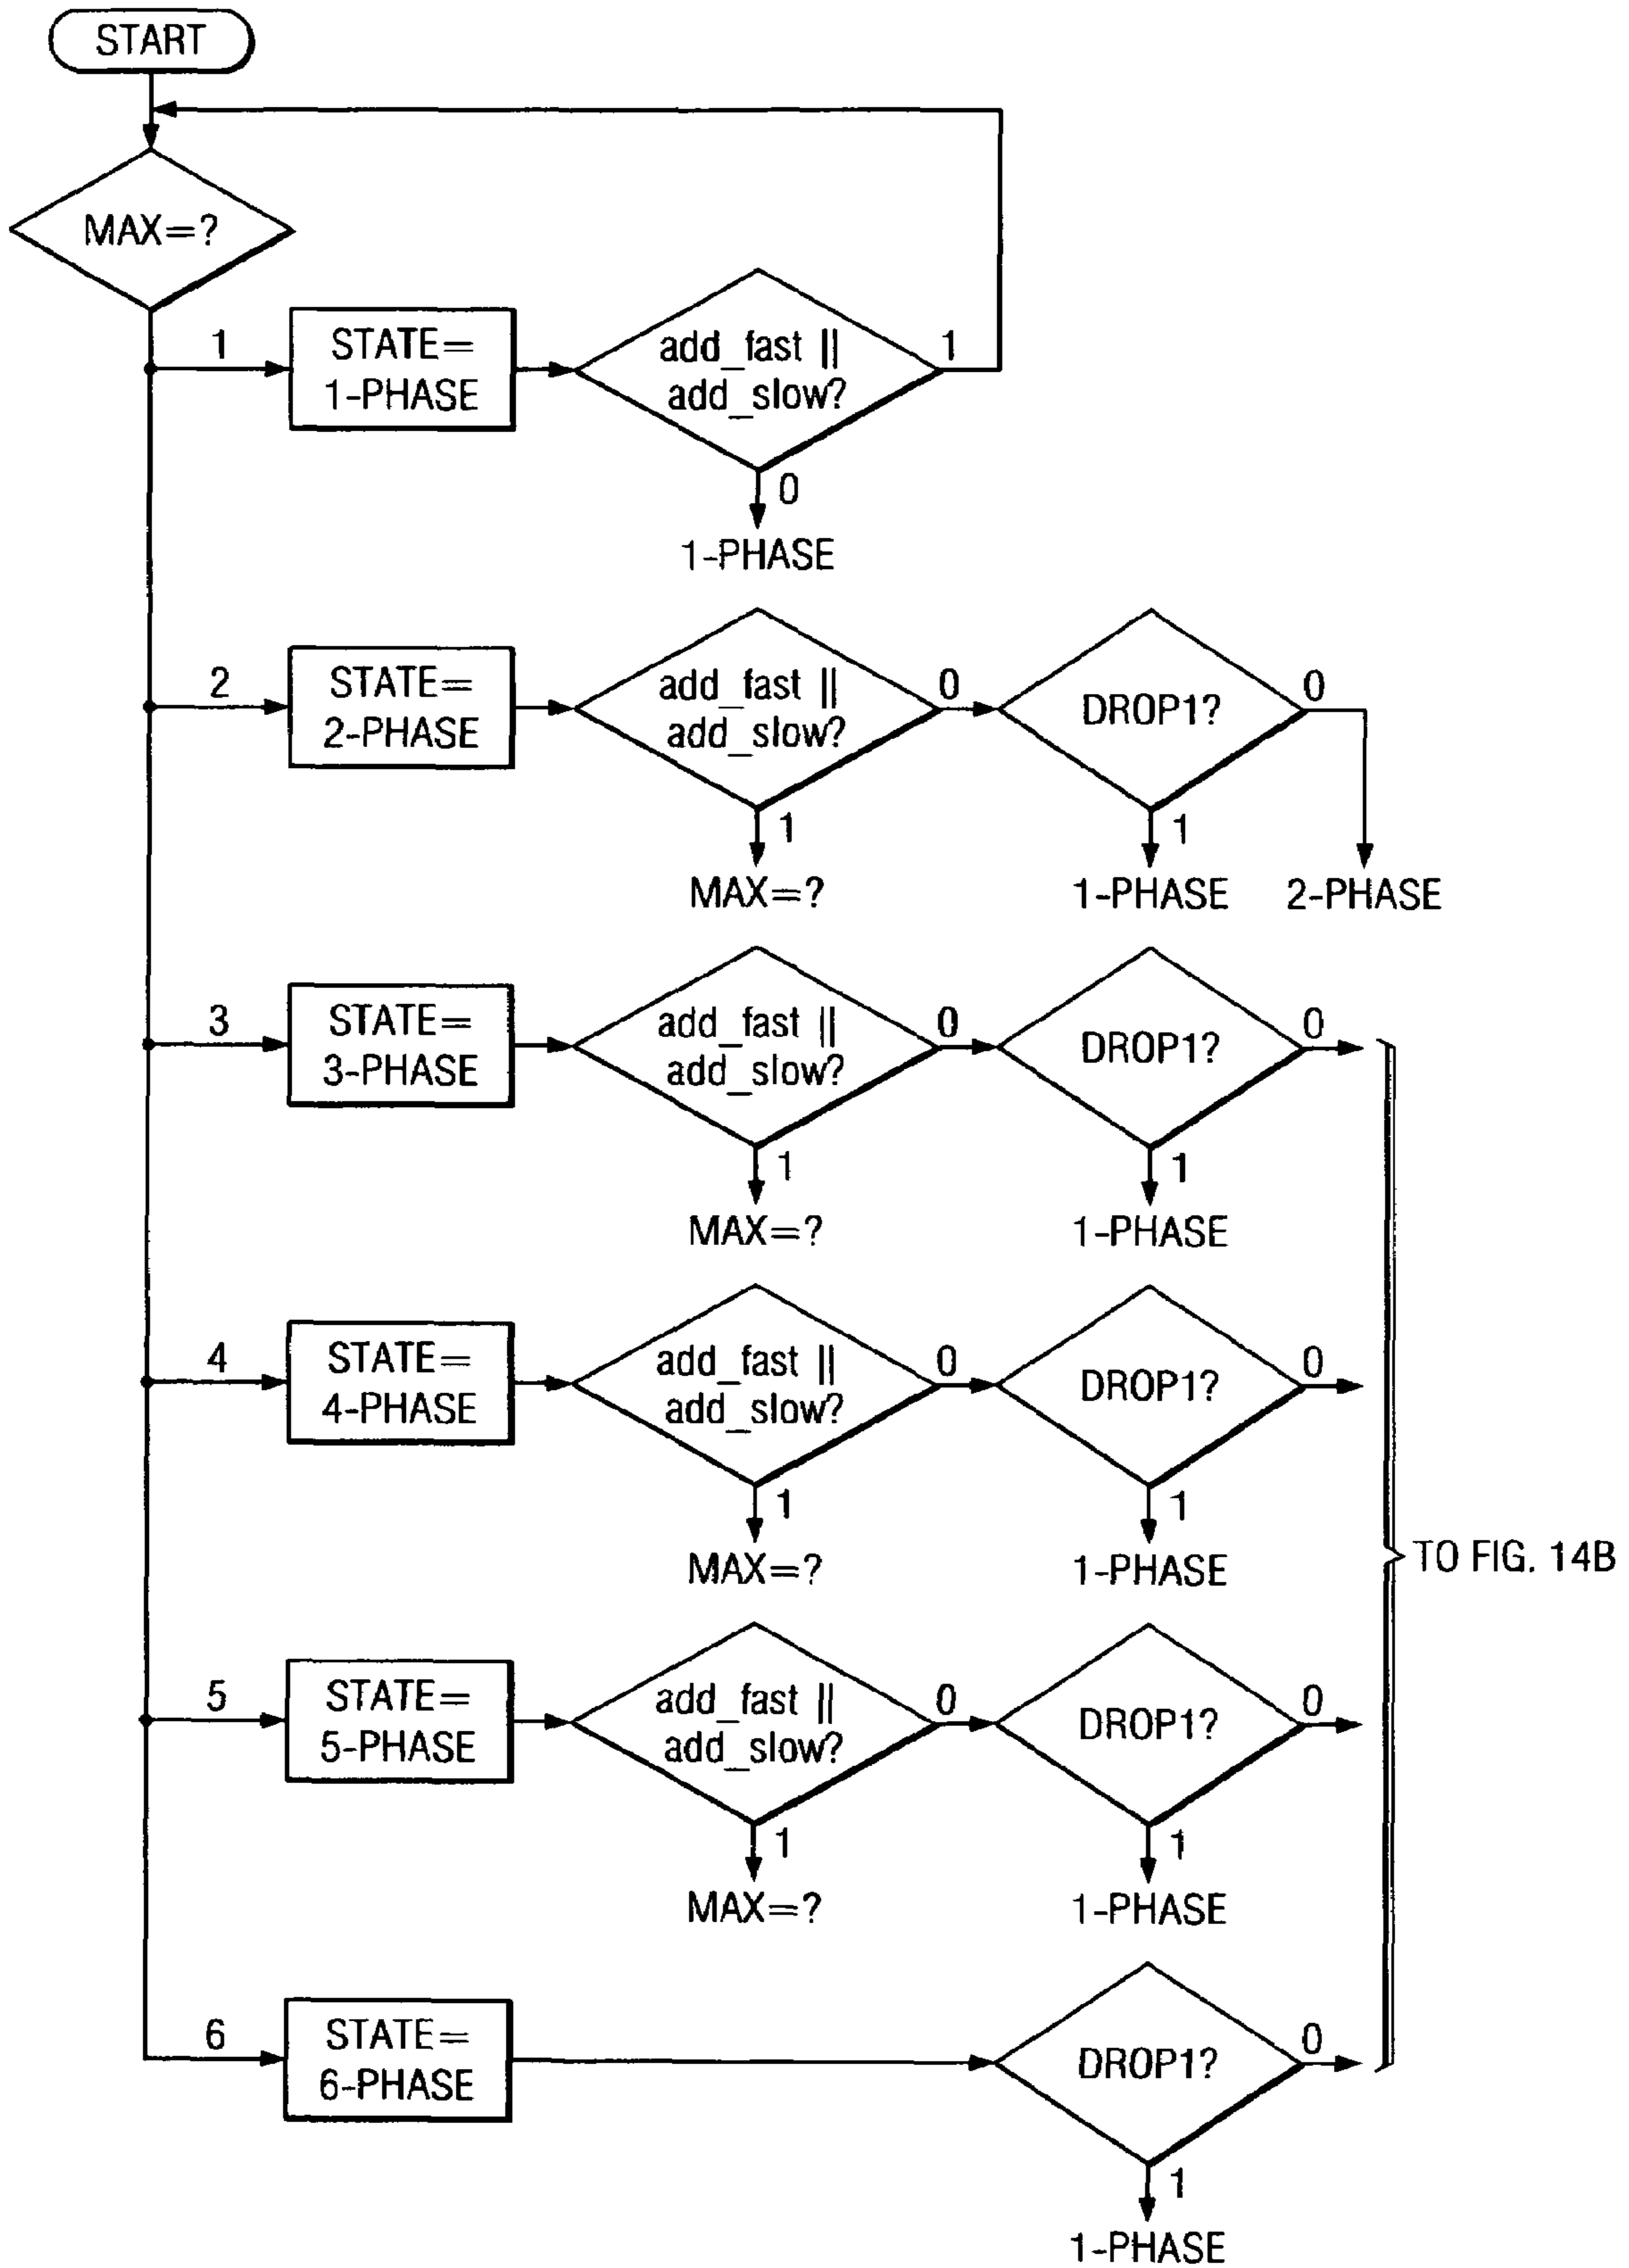 START
MAX=?
1
STATE=
1-PHASE
add_fast ||
add_slow?
1
0
1-PHASE
2
STATE=
2-PHASE
add_fast ||
add_slow?
0
DROP1?
0
1
MAX=?
1
1-PHASE
2-PHASE
3
STATE=
3-PHASE
add_fast ||
add_slow?
0
DROP1?
0
1
MAX=?
1
1-PHASE
4
STATE=
4-PHASE
add_fast ||
add_slow?
0
DROP1?
0
1
MAX=?
1
1-PHASE
TO FIG. 14B
5
STATE=
5-PHASE
add_fast ||
add_slow?
0
DROP1?
0
1
MAX=?
1
1-PHASE
6
STATE=
6-PHASE
DROP1?
0
1
1-PHASE